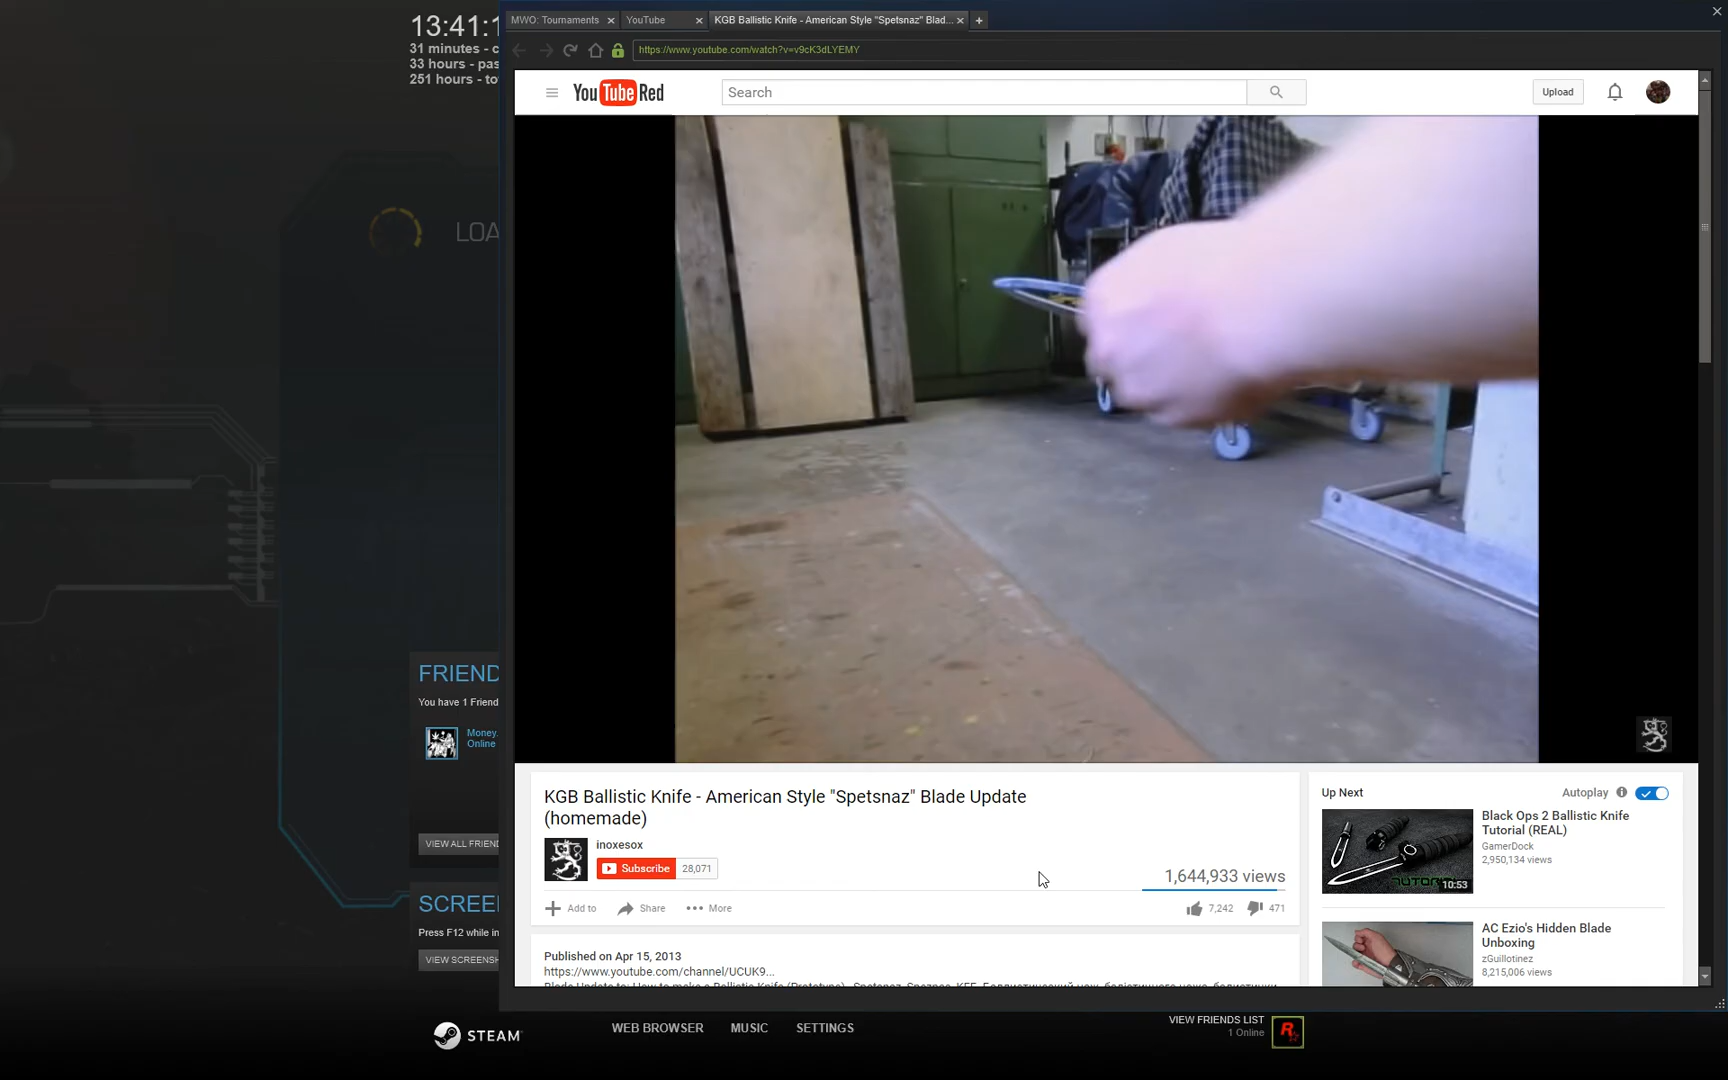 13:41:1
31 minutes - c
33 hours - pas
251 hours - to
MWO: Tournaments
YouTube
KGB Ballistic Knife - American Style "Spetsnaz" Blad...
https://www.youtube.com/watch?v=v9cK3dLYEMY
YouTube Red
Search
Upload
LOA
FRIEND
You have 1 Friend
Money.
Online
VIEW ALL FRIEN
SCREE
Press F12 while in
VIEW SCREENSH
KGB Ballistic Knife - American Style "Spetsnaz" Blade Update
(homemade)
inoxesox
Subscribe 28,071
1,644,933 views
Add to Share More
7,242 471
Published on Apr 15, 2013
https://www.youtube.com/channel/UCUK9...
Up Next
Autoplay
Black Ops 2 Ballistic Knife
Tutorial (REAL)
GamerDock
2,950,134 views
10:53
AC Ezio's Hidden Blade
Unboxing
zGuillotinez
8,215,006 views
STEAM
WEB BROWSER MUSIC SETTINGS
VIEW FRIENDS LIST
1 Online
R